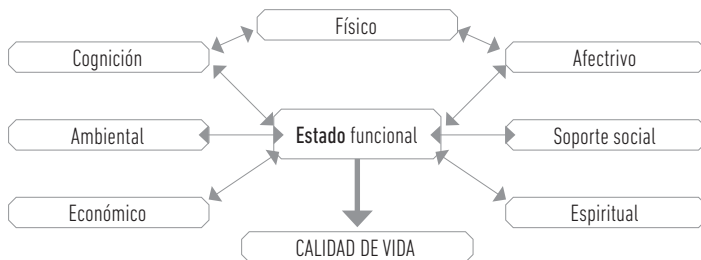 Físico
Cognición
Afectrivo
Ambiental
Estado funcional
Soporte social
Económico
Espiritual
CALIDAD DE VIDA